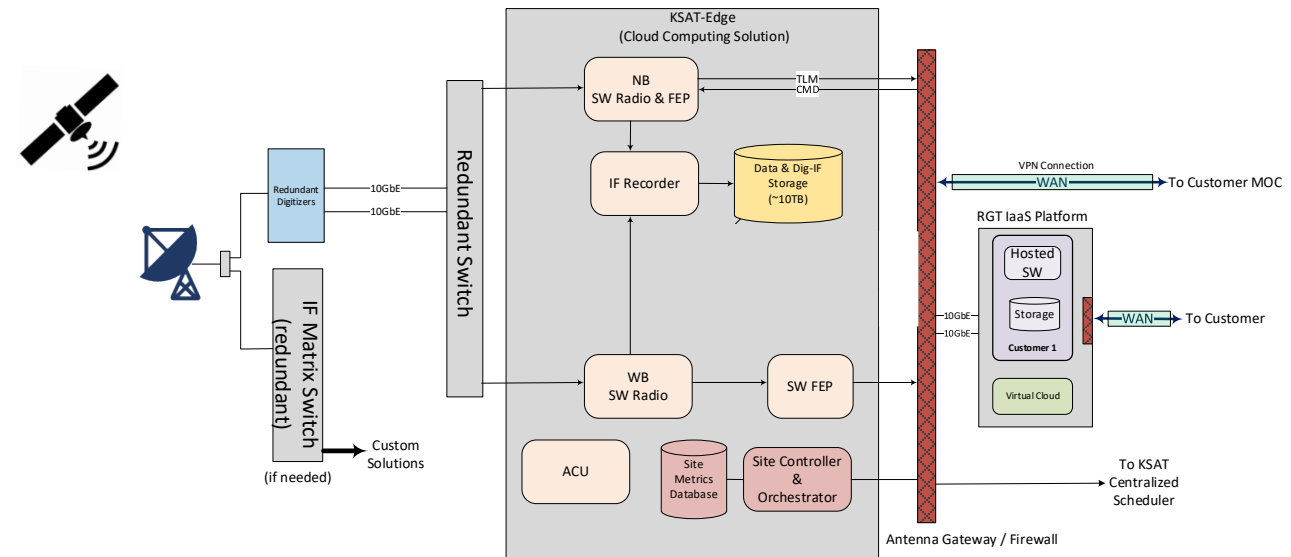 KSAT-Edge
(Cloud Computing Solution)
NB
SW Radio & FEP
TLM
CMD
Redundant
Digitizers
10GbE
10GbE
Redundant Switch
IF Recorder
Data & Dig-IF
Storage
(~10TB)
VPN Connection
WAN
To Customer MOC
RGT IaaS Platform
Hosted
SW
Storage
Customer 1
Virtual Cloud
10GbE
10GbE
WAN
To Customer
IF Matrix Switch
(redundant)
(if needed)
Custom
Solutions
WB
SW Radio
SW FEP
ACU
Site
Metrics
Database
Site Controller
&
Orchestrator
To KSAT
Centralized
Scheduler
Antenna Gateway / Firewall